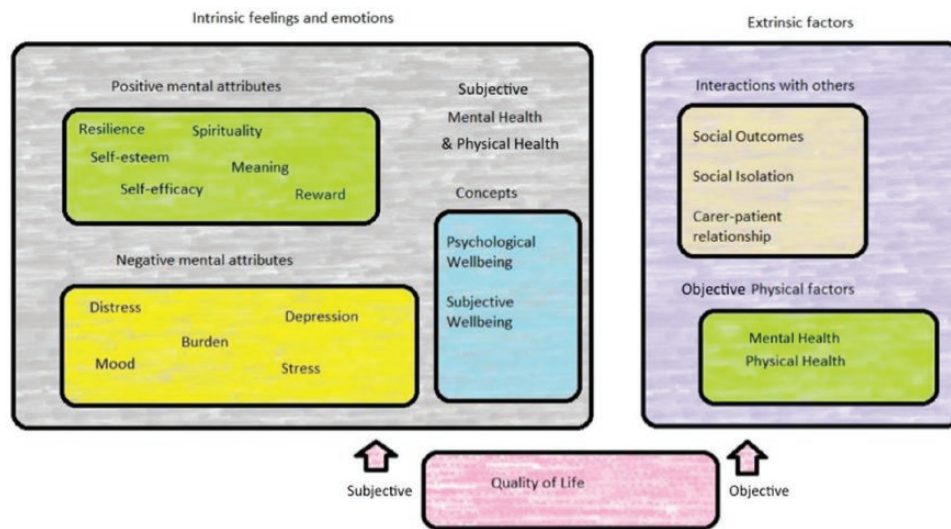 Intrinsic feelings and emotions
Positive mental attributes
Resilience
Spirituality
Self-esteem
Meaning
Self-efficacy
Reward
Negative mental attributes
Distress
Depression
Burden
Mood
Stress
Subjective
Mental Health
& Physical Health
Concepts
Psychological
Wellbeing
Subjective
Wellbeing
Extrinsic factors
Interactions with others
Social Outcomes
Social Isolation
Carer-patient
relationship
Objective Physical factors
Mental Health
Physical Health
Subjective
Quality of Life
Objective